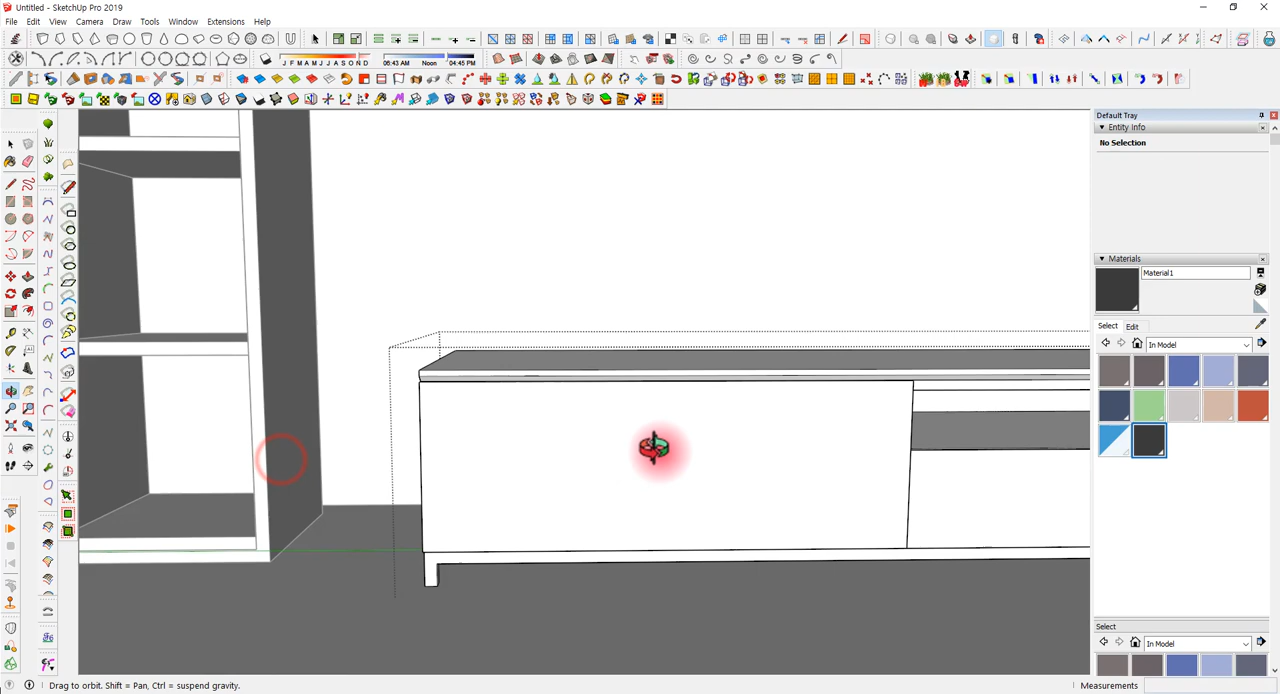 Untitled - SketchUp Pro 2019
File Edit View Camera Draw Tools Window Extensions Help
J F M A M J J A S O N D
06:43 AM Noon 04:45 PM
Default Tray
Entity Info
No Selection
Materials
Material1
Select Edit
In Model
Select
In Model
Drag to orbit. Shift = Pan, Ctrl = suspend gravity.
Measurements